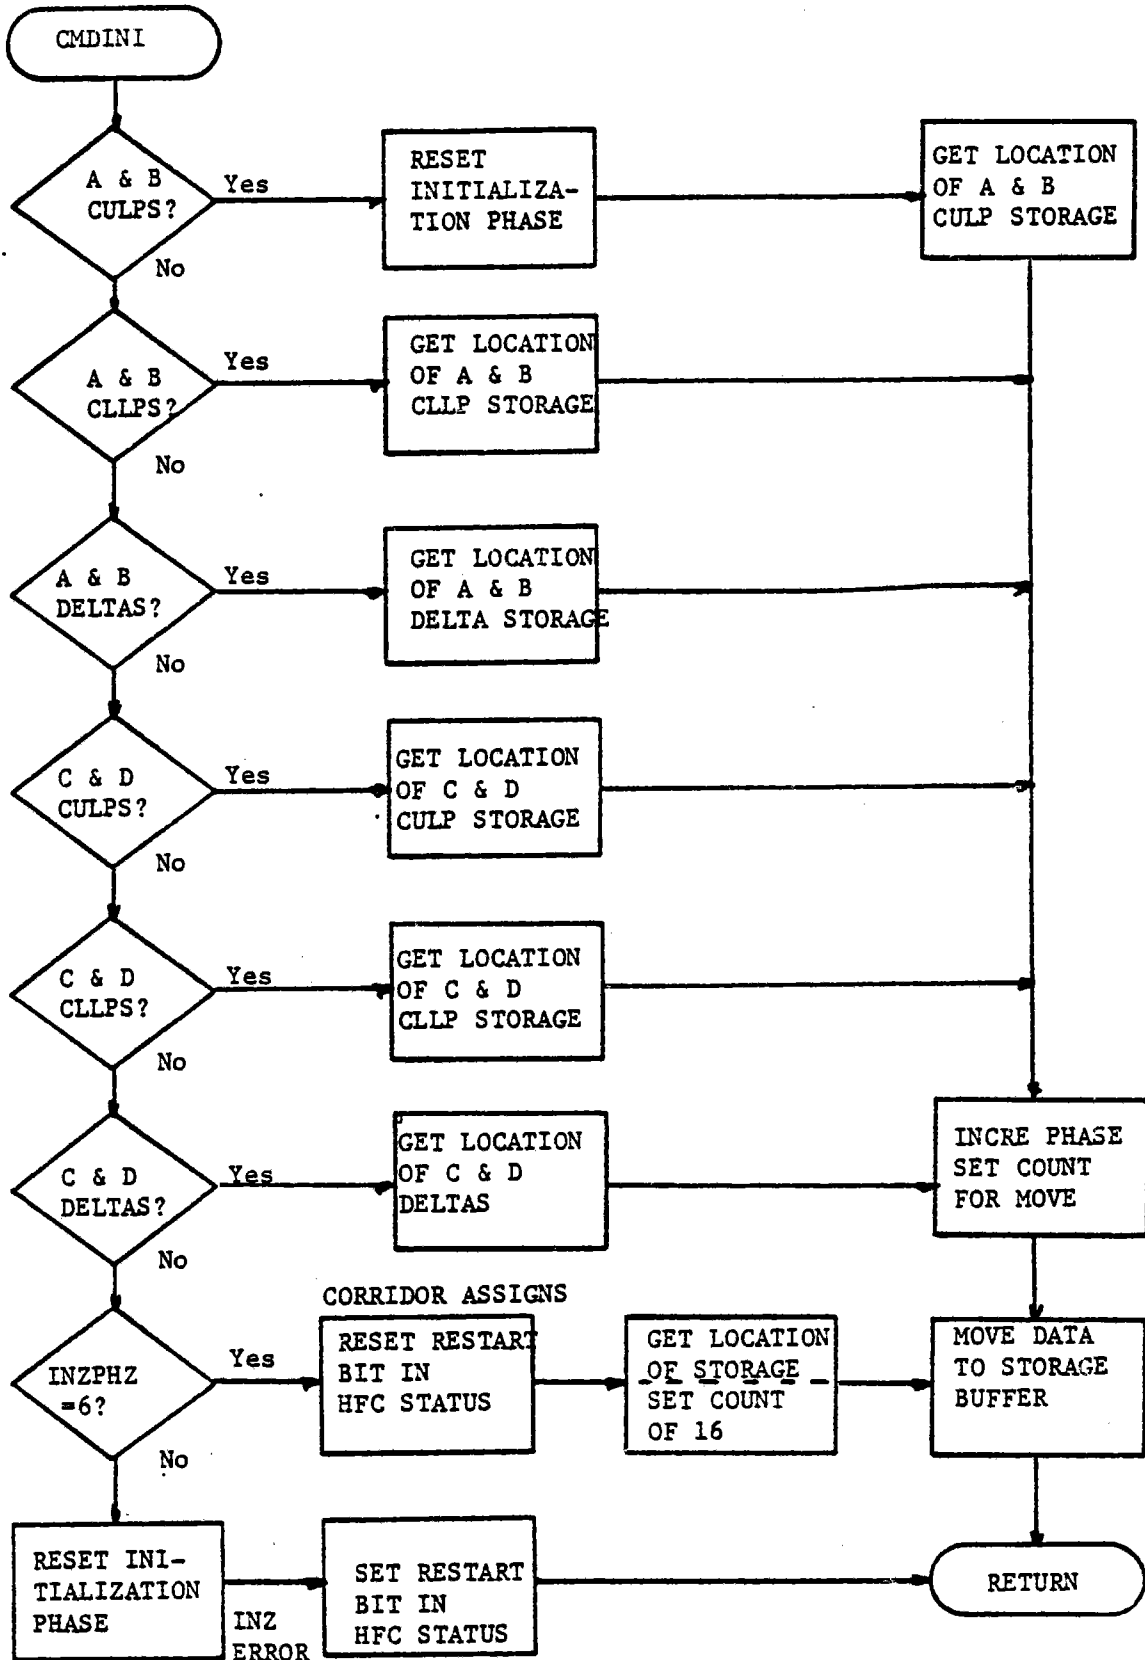 CMDINI
A & B
CULPS?
Yes
No
RESET
INITIALIZA-
TION PHASE
GET LOCATION
OF A & B
CULP STORAGE
A & B
CLLPS?
Yes
No
GET LOCATION
OF A & B
CLLP STORAGE
A & B
DELTAS?
Yes
No
GET LOCATION
OF A & B
DELTA STORAGE
C & D
CULPS?
Yes
No
GET LOCATION
OF C & D
CULP STORAGE
C & D
CLLPS?
Yes
No
GET LOCATION
OF C & D
CLLP STORAGE
C & D
DELTAS?
Yes
No
GET LOCATION
OF C & D
DELTAS
INCRE PHASE
SET COUNT
FOR MOVE
INZPHZ
=6?
Yes
No
CORRIDOR ASSIGNS
RESET RESTART
BIT IN
HFC STATUS
GET LOCATION
OF STORAGE
SET COUNT
OF 16
MOVE DATA
TO STORAGE
BUFFER
RESET INI-
TIALIZATION
PHASE
INZ
ERROR
SET RESTART
BIT IN
HFC STATUS
RETURN